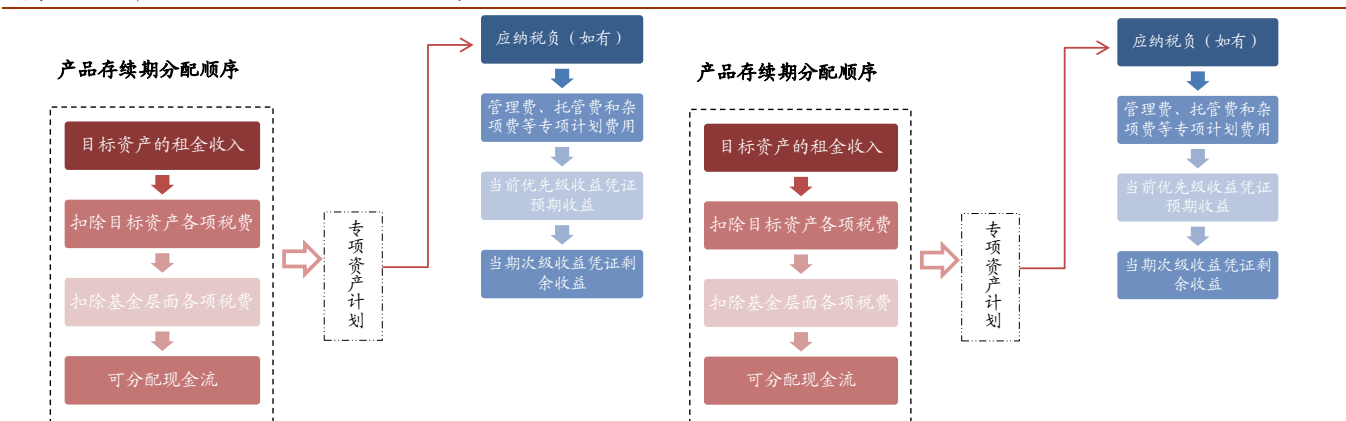 产品存续期分配顺序
目标资产的租金收入
扣除目标资产各项税费
扣除基金层面各项税费
可分配现金流
专项资产计划
应纳税负（如有）
管理费、托管费和杂
项费等专项计划费用
当前优先级收益凭证
预期收益
当期次级收益凭证剩
余收益
产品存续期分配顺序
目标资产的租金收入
扣除目标资产各项税费
扣除基金层面各项税费
可分配现金流
专项资产计划
应纳税负（如有）
管理费、托管费和杂
项费等专项计划费用
当前优先级收益凭证
预期收益
当期次级收益凭证剩
余收益